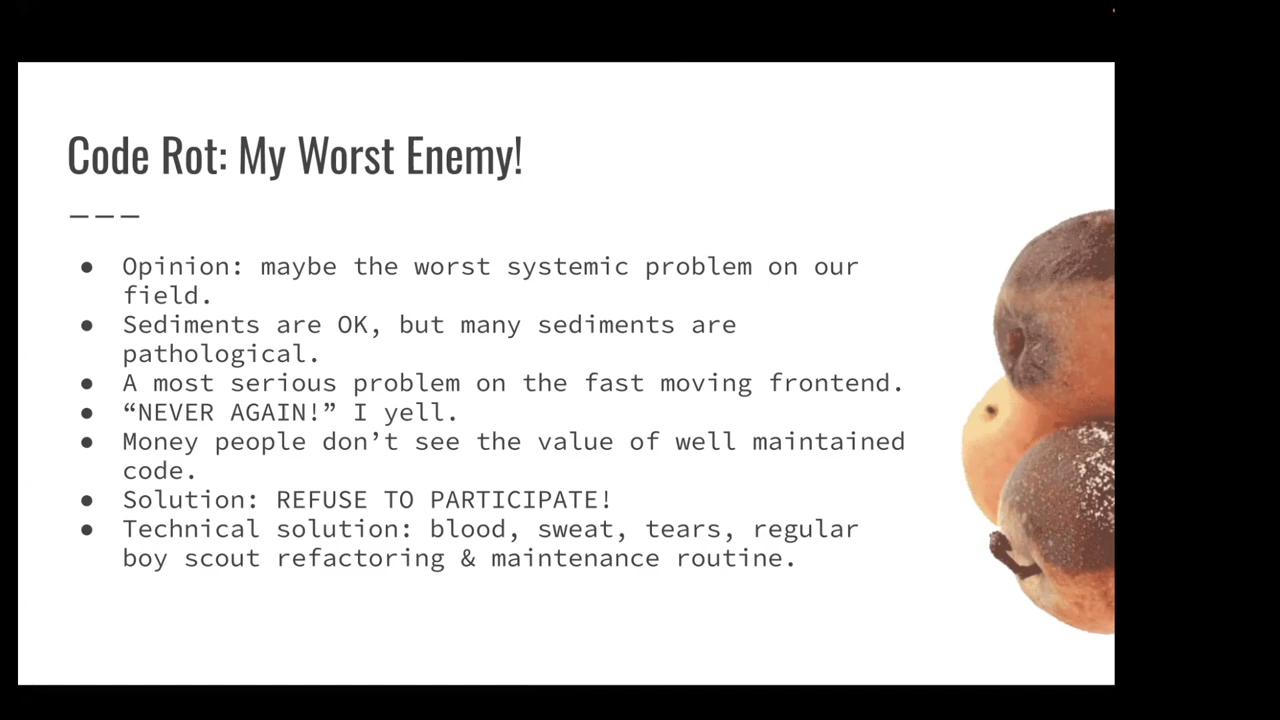 Code Rot: My Worst Enemy!
● Opinion: maybe the worst systemic problem on our
field.
● Sediments are OK, but many sediments are
pathological.
● A most serious problem on the fast moving frontend.
● “NEVER AGAIN!” I yell.
● Money people don’t see the value of well maintained
code.
● Solution: REFUSE TO PARTICIPATE!
● Technical solution: blood, sweat, tears, regular
boy scout refactoring & maintenance routine.